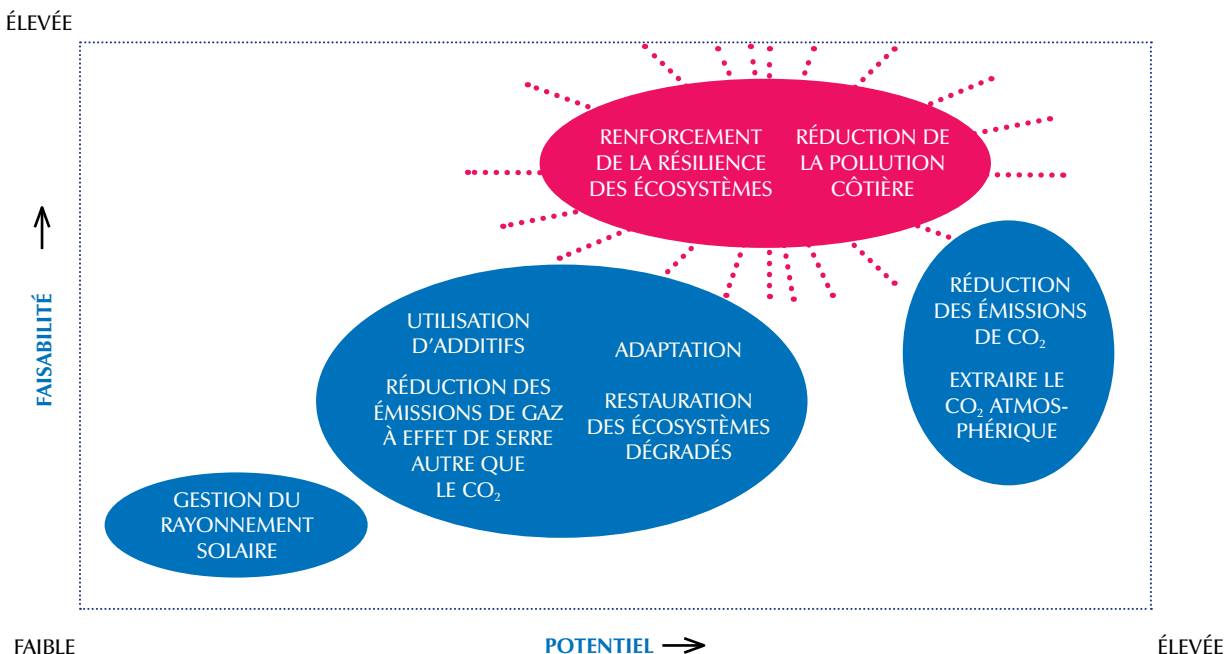 ÉLEVÉE
RENFORCEMENT
DE LA RÉSILIENCE
DES ÉCOSYSTÈMES
RÉDUCTION DE
LA POLLUTION
CÔTIÈRE
RÉDUCTION
DES ÉMISSIONS
DE CO₂
EXTRAIRE LE
CO₂ ATMOS-
PHÉRIQUE
UTILISATION
D'ADDITIFS
RÉDUCTION DES
ÉMISSIONS DE GAZ
À EFFET DE SERRE
AUTRE QUE
LE CO₂
ADAPTATION
RESTAURATION
DES ÉCOSYSTÈMES
DÉGRADÉS
GESTION DU
RAYONNEMENT
SOLAIRE
FAISABILITÉ
FAIBLE
POTENTIEL
ÉLEVÉE